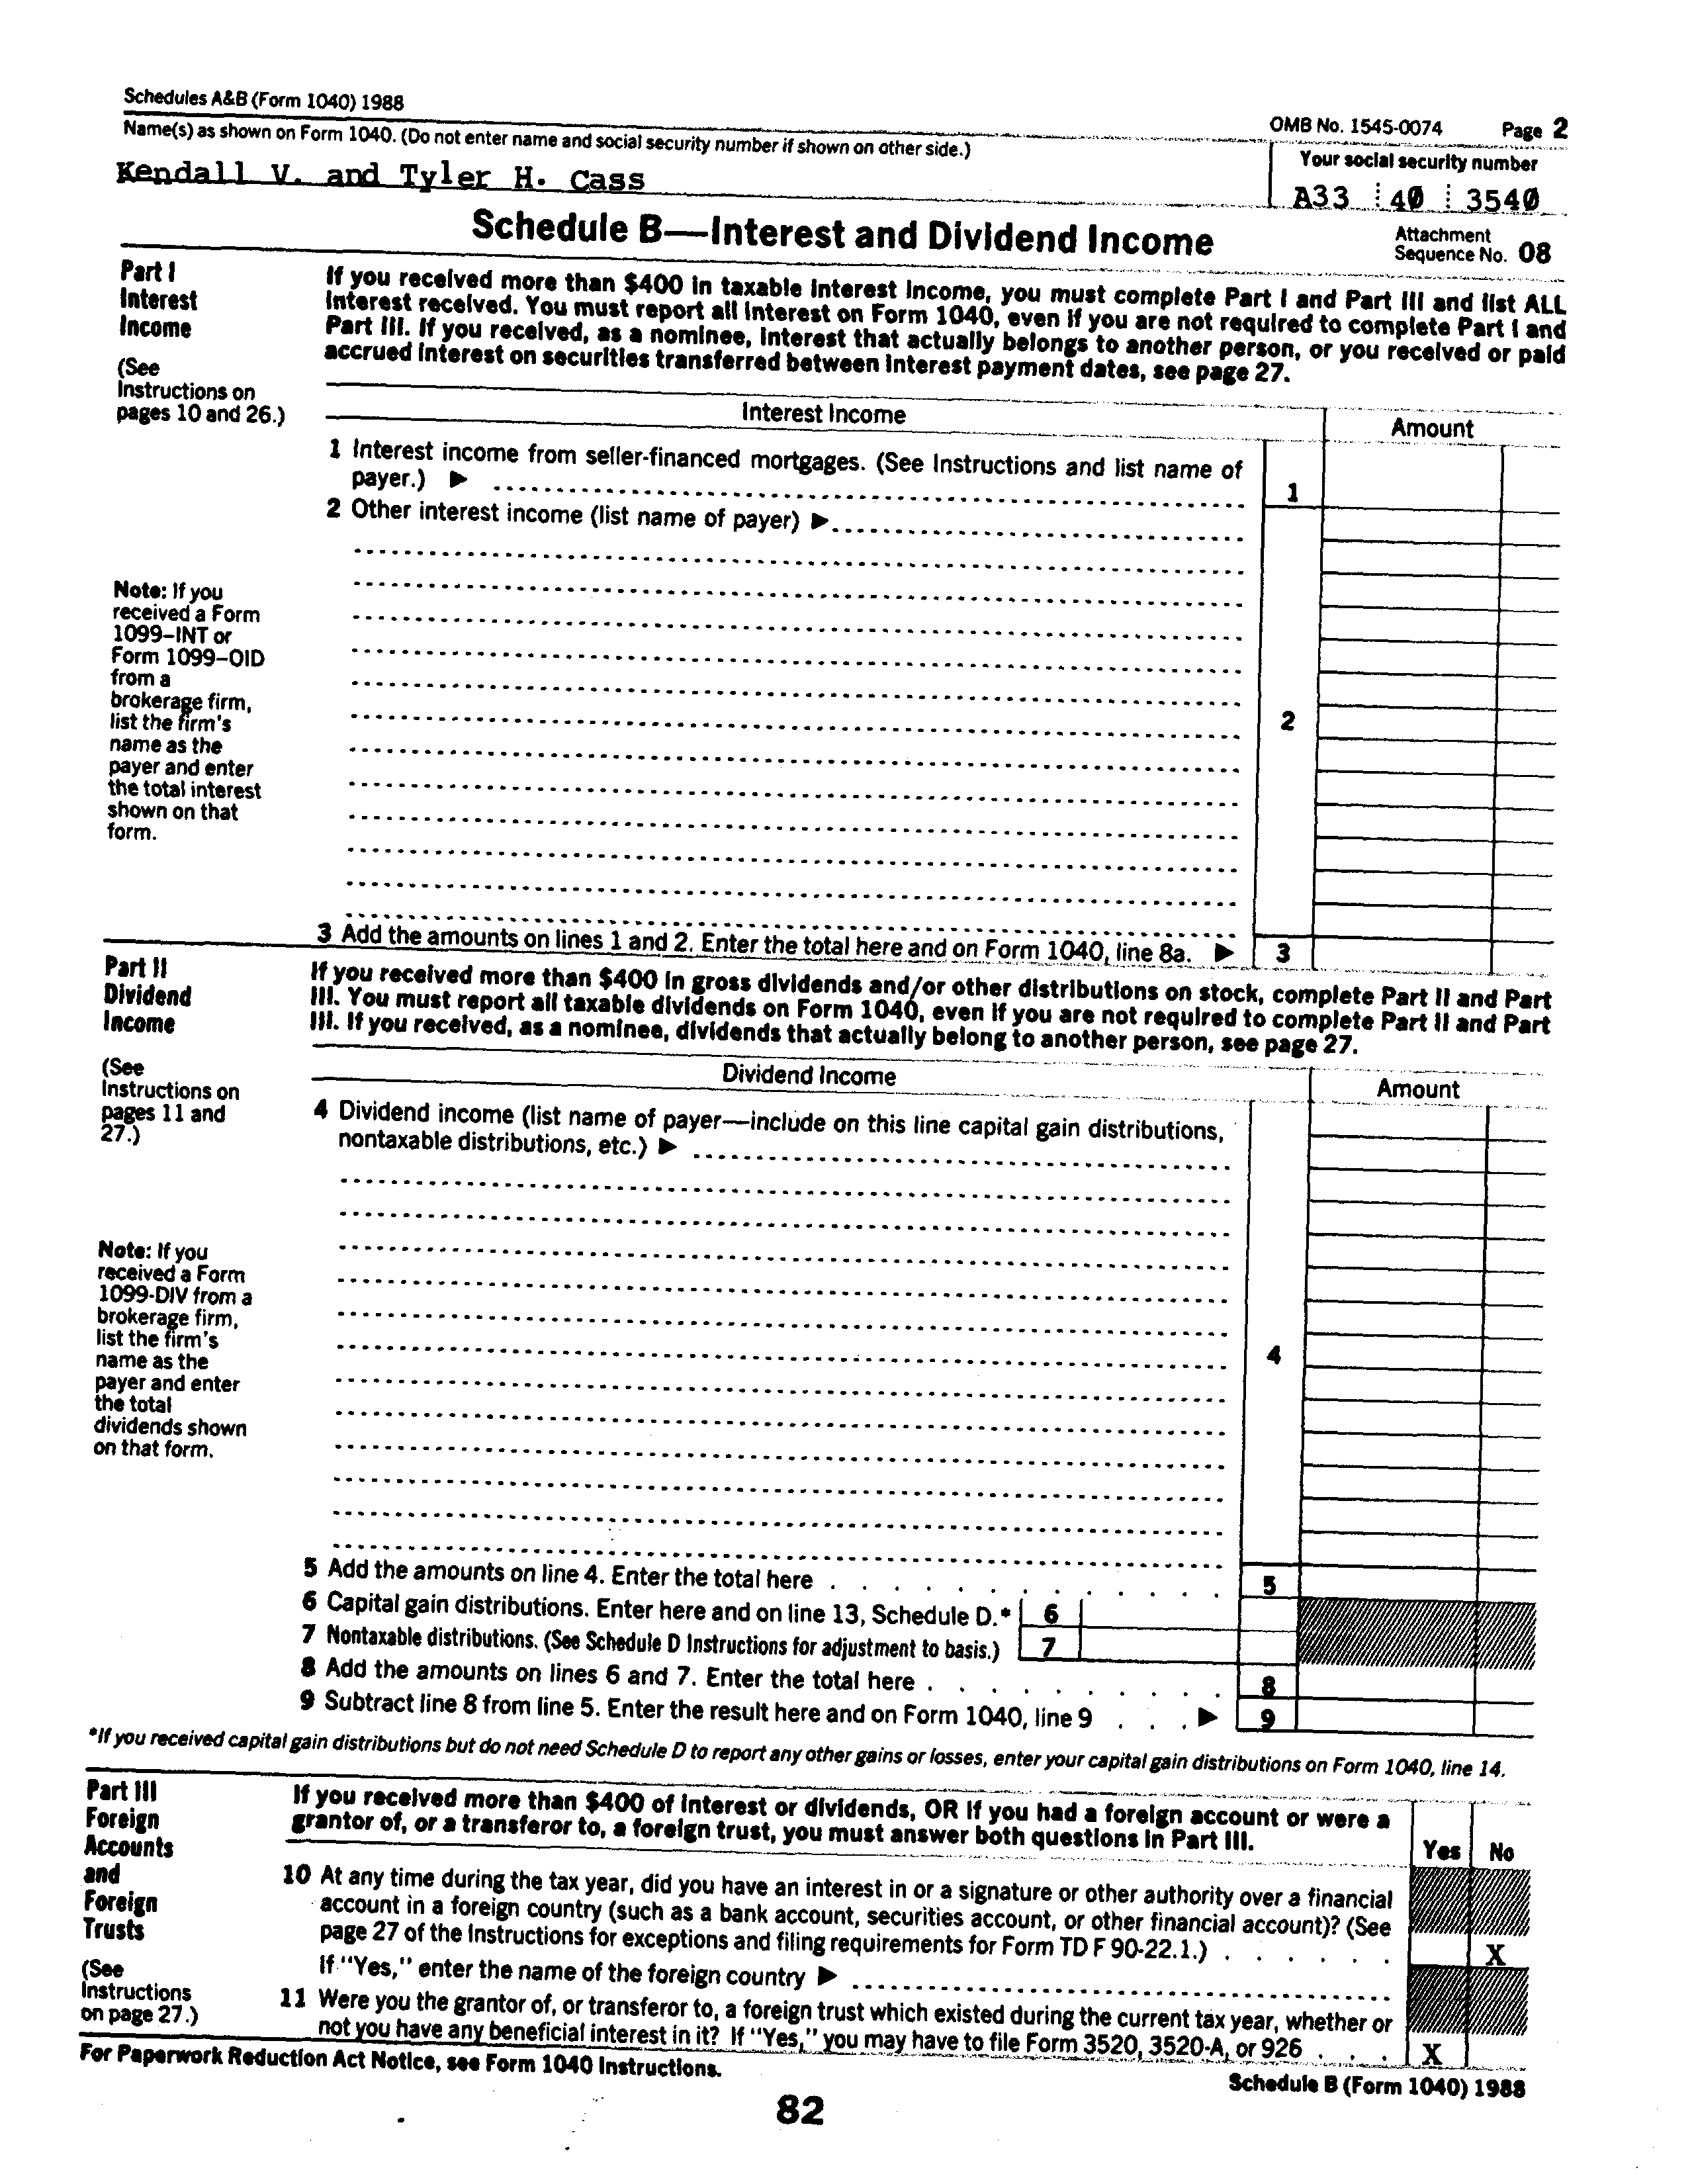 Schedules A&B (Form 1040) 1988
OMB No. 1545-0074 Page 2
Name(s) as shown on Form 1040. (Do not enter name and social security number if shown on other side.)
Your social security number
Kendall V. and Tyler H. Cass
A33 40 3540
Schedule B—Interest and Dividend Income
Attachment
Sequence No. 08
Part I
Interest
Income
(See
Instructions on
pages 10 and 26.)
If you received more than $400 in taxable interest income, you must complete Part I and Part III and list ALL
interest received. You must report all interest on Form 1040, even if you are not required to complete Part I and
Part III. If you received, as a nominee, interest that actually belongs to another person, or you received or paid
accrued interest on securities transferred between interest payment dates, see page 27.
Interest Income
Amount
1 Interest income from seller-financed mortgages. (See Instructions and list name of
payer.) ▶
1
2 Other interest income (list name of payer) ▶
Note: If you
received a Form
1099–INT or
Form 1099–OID
from a
brokerage firm,
list the firm's
name as the
payer and enter
the total interest
shown on that
form.
2
3 Add the amounts on lines 1 and 2. Enter the total here and on Form 1040, line 8a. ▶ 3
Part II
Dividend
Income
(See
Instructions on
pages 11 and
27.)
If you received more than $400 in gross dividends and/or other distributions on stock, complete Part II and Part
III. You must report all taxable dividends on Form 1040, even if you are not required to complete Part II and Part
III. If you received, as a nominee, dividends that actually belong to another person, see page 27.
Dividend Income
Amount
4 Dividend income (list name of payer—include on this line capital gain distributions,
nontaxable distributions, etc.) ▶
Note: If you
received a Form
1099-DIV from a
brokerage firm,
list the firm's
name as the
payer and enter
the total
dividends shown
on that form.
4
5 Add the amounts on line 4. Enter the total here . . . . . . . . . . . . . . 5
6 Capital gain distributions. Enter here and on line 13, Schedule D.* 6
7 Nontaxable distributions. (See Schedule D Instructions for adjustment to basis.) 7
8 Add the amounts on lines 6 and 7. Enter the total here . . . . . . . . . . . 8
9 Subtract line 8 from line 5. Enter the result here and on Form 1040, line 9 . . . ▶ 9
*If you received capital gain distributions but do not need Schedule D to report any other gains or losses, enter your capital gain distributions on Form 1040, line 14.
Part III
Foreign
Accounts
and
Foreign
Trusts
(See
Instructions
on page 27.)
If you received more than $400 of interest or dividends, OR if you had a foreign account or were a
grantor of, or a transferor to, a foreign trust, you must answer both questions in Part III.
Yes No
10 At any time during the tax year, did you have an interest in or a signature or other authority over a financial
account in a foreign country (such as a bank account, securities account, or other financial account)? (See
page 27 of the Instructions for exceptions and filing requirements for Form TD F 90-22.1.) . . . . . . X
If "Yes," enter the name of the foreign country ▶
11 Were you the grantor of, or transferor to, a foreign trust which existed during the current tax year, whether or
not you have any beneficial interest in it? If "Yes," you may have to file Form 3520, 3520-A, or 926 . . . X
For Paperwork Reduction Act Notice, see Form 1040 Instructions.
Schedule B (Form 1040) 1988
82